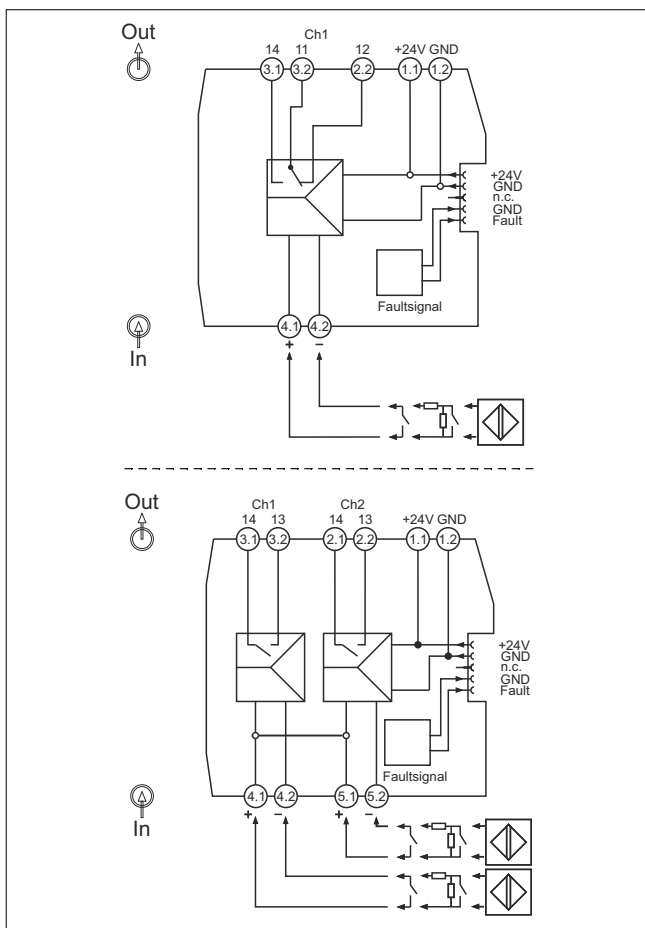 Out
Ch1
14 11 12 +24V GND
3.1 3.2 2.2 1.1 1.2
+24V
GND
n.c.
GND
Fault
Faultsignal
4.1 4.2
In
+ –
Out
Ch1 Ch2
14 13 14 13 +24V GND
3.1 3.2 2.1 2.2 1.1 1.2
+24V
GND
n.c.
GND
Fault
Faultsignal
4.1 4.2 5.1 5.2
In
+ – + –